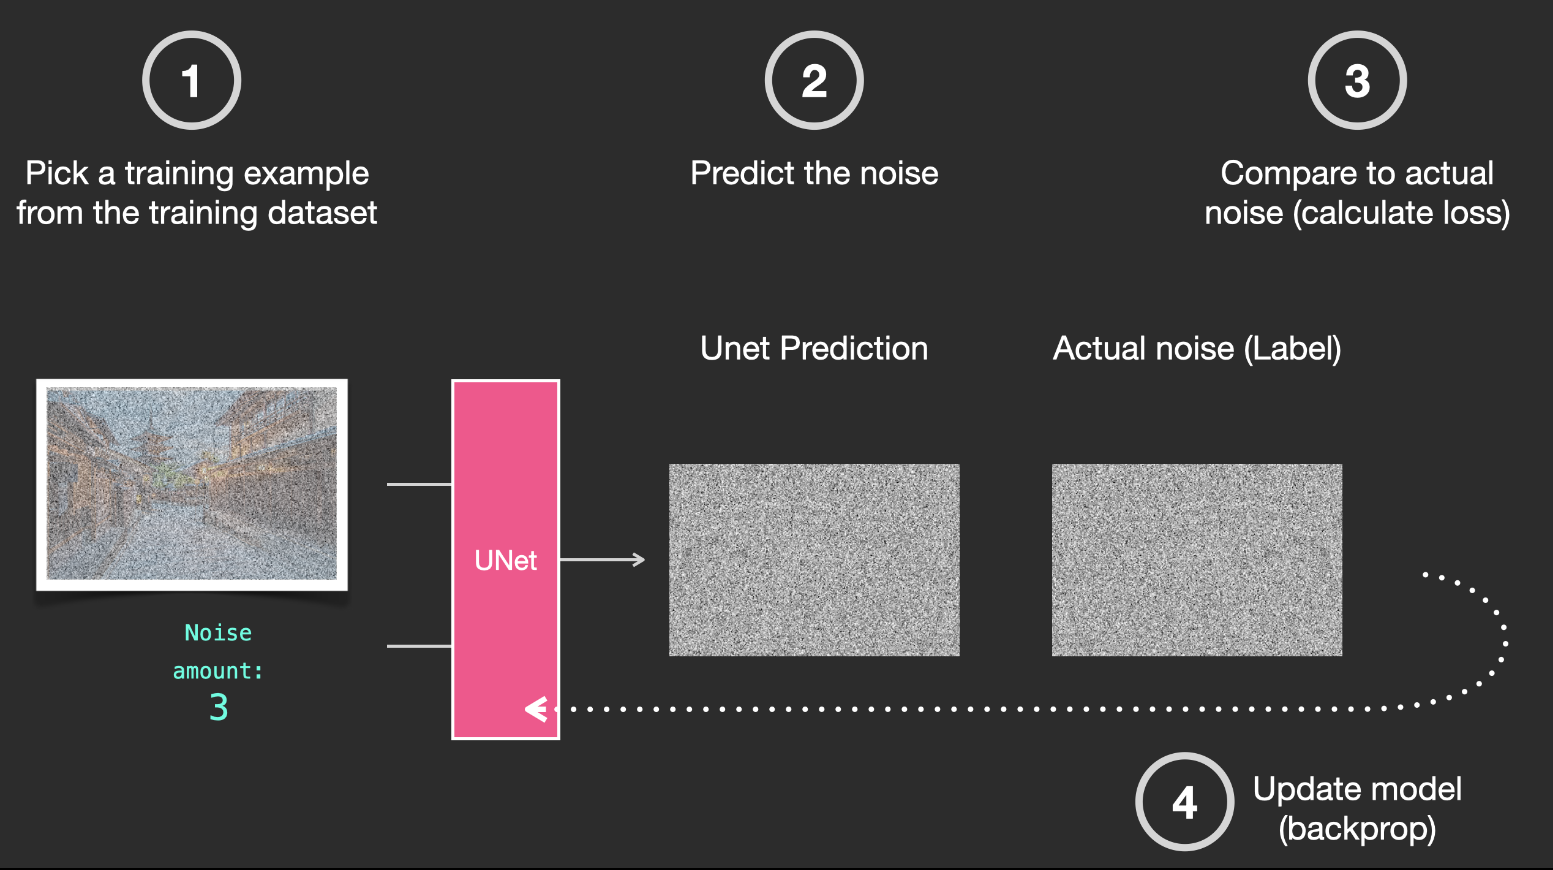 1
Pick a training example
from the training dataset
2
Predict the noise
3
Compare to actual
noise (calculate loss)
Unet Prediction
Actual noise (Label)
UNet
Noise
amount:
3
4
Update model
(backprop)